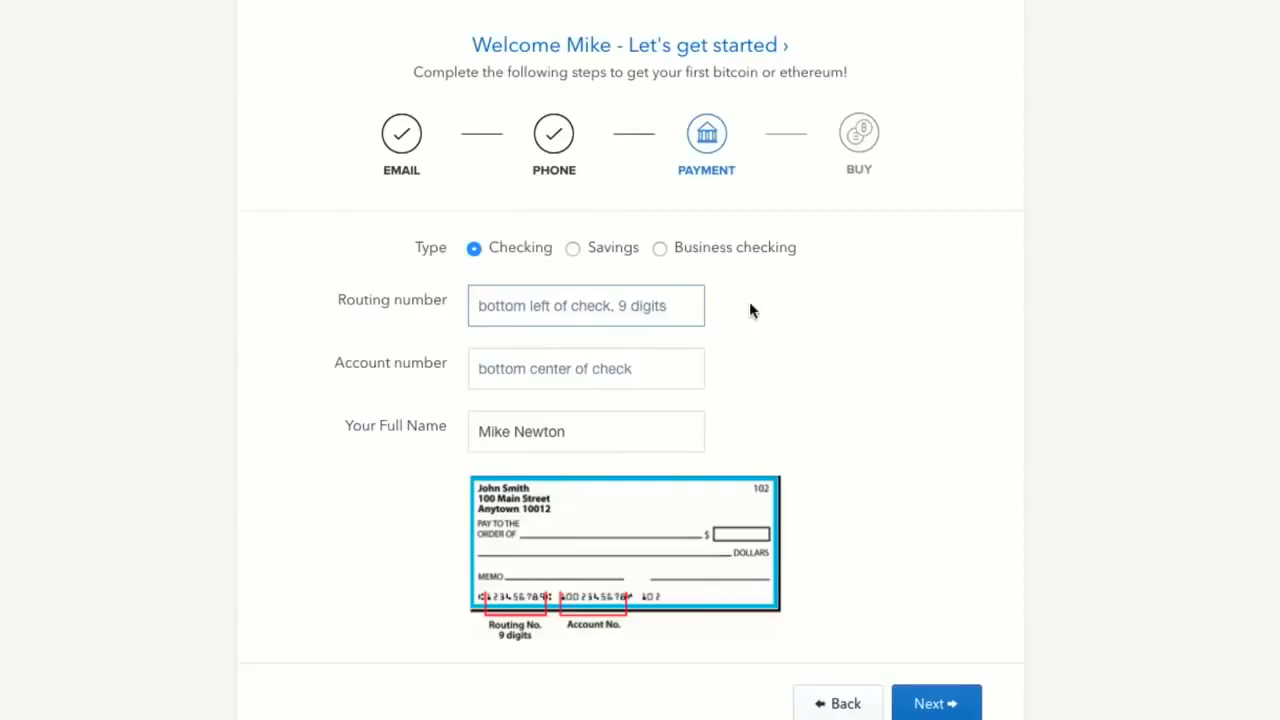 Welcome Mike - Let's get started ›
Complete the following steps to get your first bitcoin or ethereum!
EMAIL
PHONE
PAYMENT
BUY
Type
Checking
Savings
Business checking
Routing number
bottom left of check, 9 digits
Account number
bottom center of check
Your Full Name
Mike Newton
John Smith
102
100 Main Street
Anytown 10012
PAY TO THE
ORDER OF
$
DOLLARS
MEMO
⑆123456789⑆ 0012345678⑈ 102
Routing No.
9 digits
Account No.
Back
Next